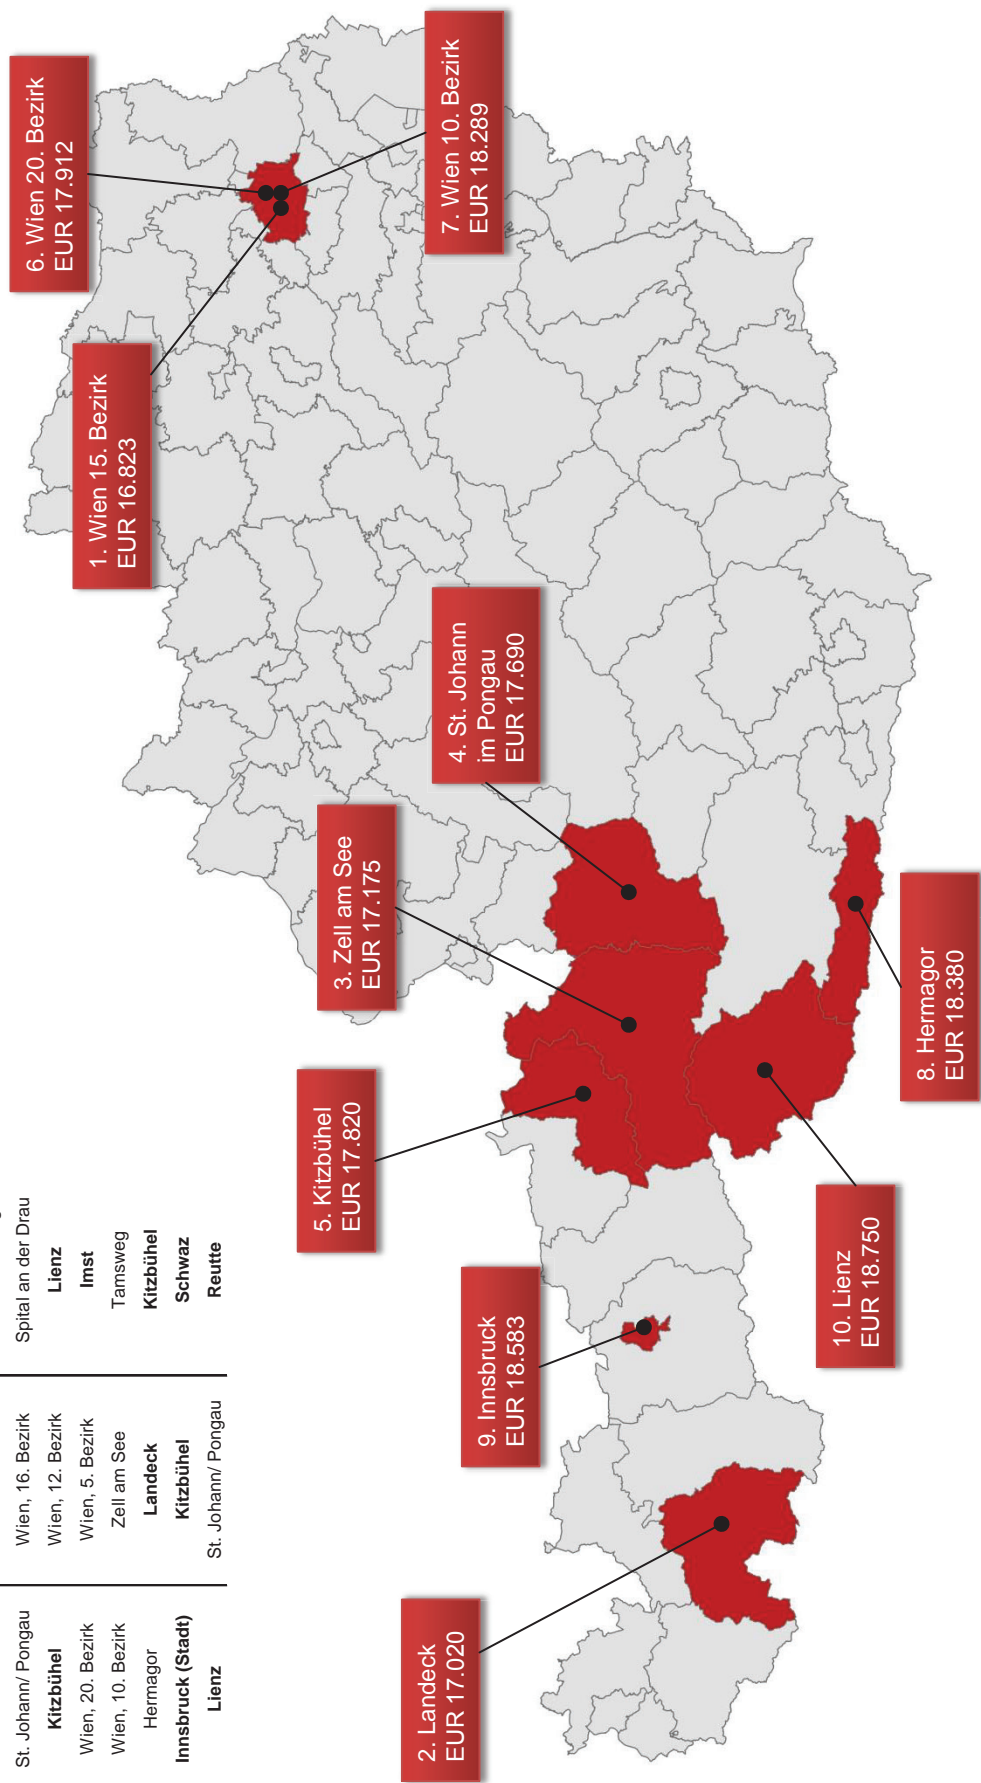 St. Johann/ Pongau Wien, 16. Bezirk Spital an der Drau
Kitzbühel Wien, 12. Bezirk Lienz
Wien, 20. Bezirk Wien, 5. Bezirk Imst
Wien, 10. Bezirk Zell am See Tamsweg
Hermagor Landeck Kitzbühel
Innsbruck (Stadt) Kitzbühel Schwaz
Lienz St. Johann/ Pongau Reutte
6. Wien 20. Bezirk
EUR 17.912
1. Wien 15. Bezirk
EUR 16.823
5. Kitzbühel
EUR 17.820
3. Zell am See
EUR 17.175
2. Landeck
EUR 17.020
9. Innsbruck
EUR 18.583
4. St. Johann
im Pongau
EUR 17.690
7. Wien 10. Bezirk
EUR 18.289
10. Lienz
EUR 18.750
8. Hermagor
EUR 18.380